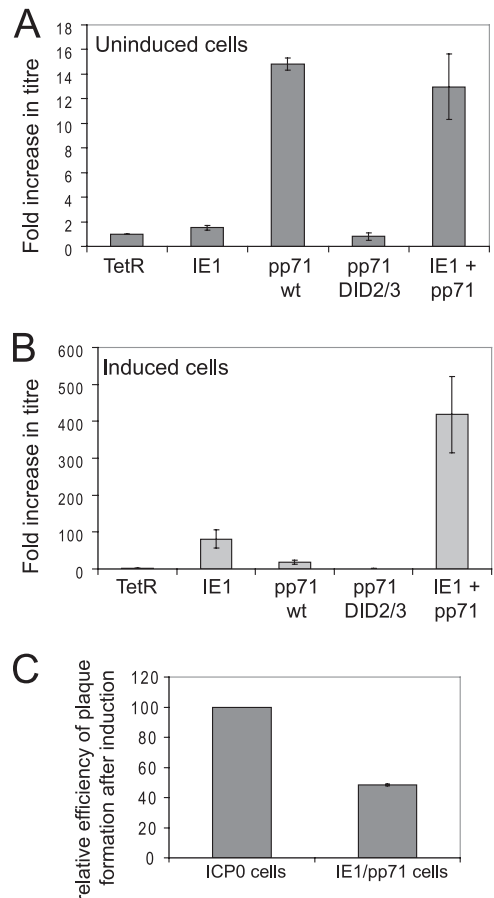 A
Uninduced cells
Fold increase in titre
18
16
14
12
10
8
6
4
2
0
TetR
IE1
pp71
wt
pp71
DID2/3
IE1 +
pp71
B
Induced cells
Fold increase in titre
600
500
400
300
200
100
0
TetR
IE1
pp71
wt
pp71
DID2/3
IE1 +
pp71
C
relative efficiency of plaque
formation after induction
120
100
80
60
40
20
0
ICP0 cells
IE1/pp71 cells